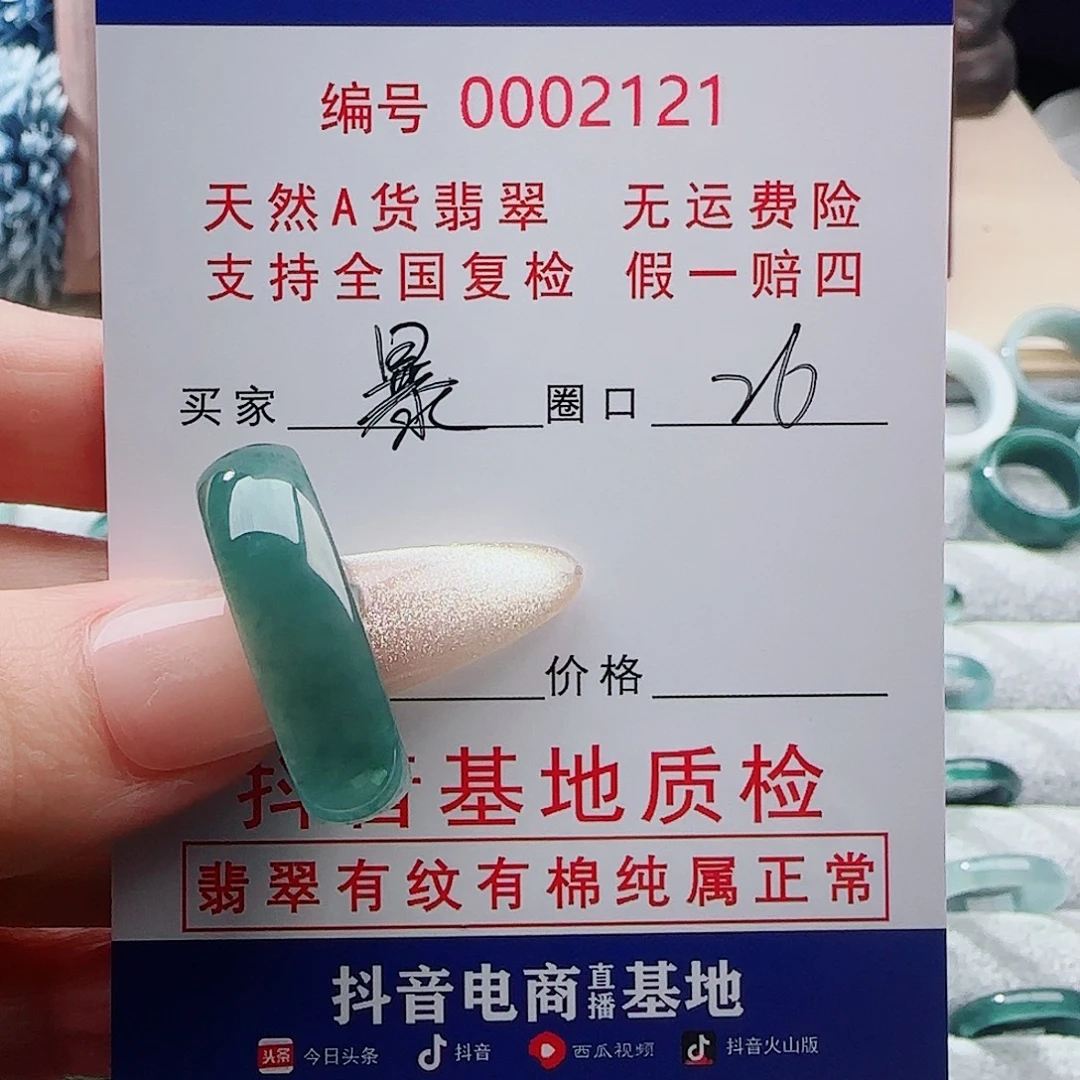 编号 0002121
天然A货翡翠 无运费险
支持全国复检 假一赔四
买家 圈口 26
价格
抖音基地质检
翡翠有纹有棉纯属正常
抖音电商直播基地
头条 今日头条 抖音 西瓜视频 抖音火山版